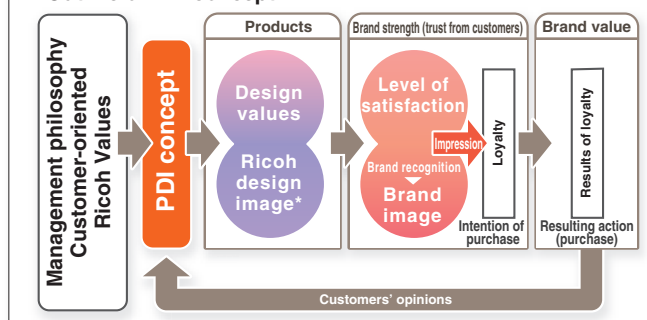 Management philosophy
Customer-oriented
Ricoh Values
PDI concept
Products
Design
values
Ricoh
design
image*
Brand strength (trust from customers)
Level of
satisfaction
Impression
Brand recognition
Brand
image
Loyalty
Intention of
purchase
Brand value
Results of loyalty
Resulting action
(purchase)
Customers' opinions